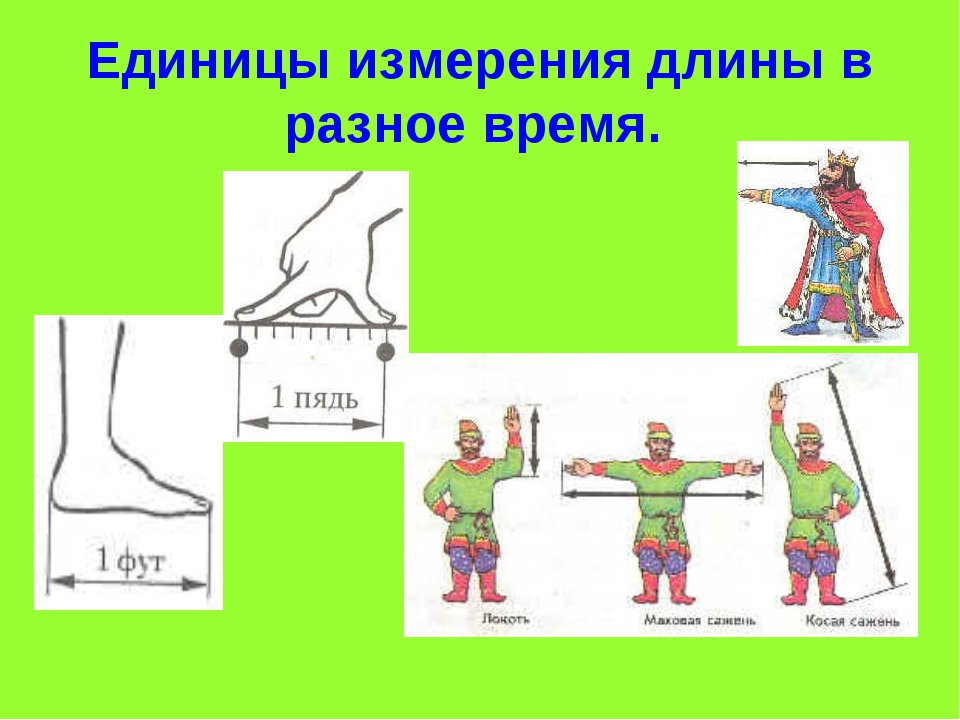 Единицы измерения длины в
разное время.
1 пядь
1 фут
Локоть
Маховая сажень
Косая сажень